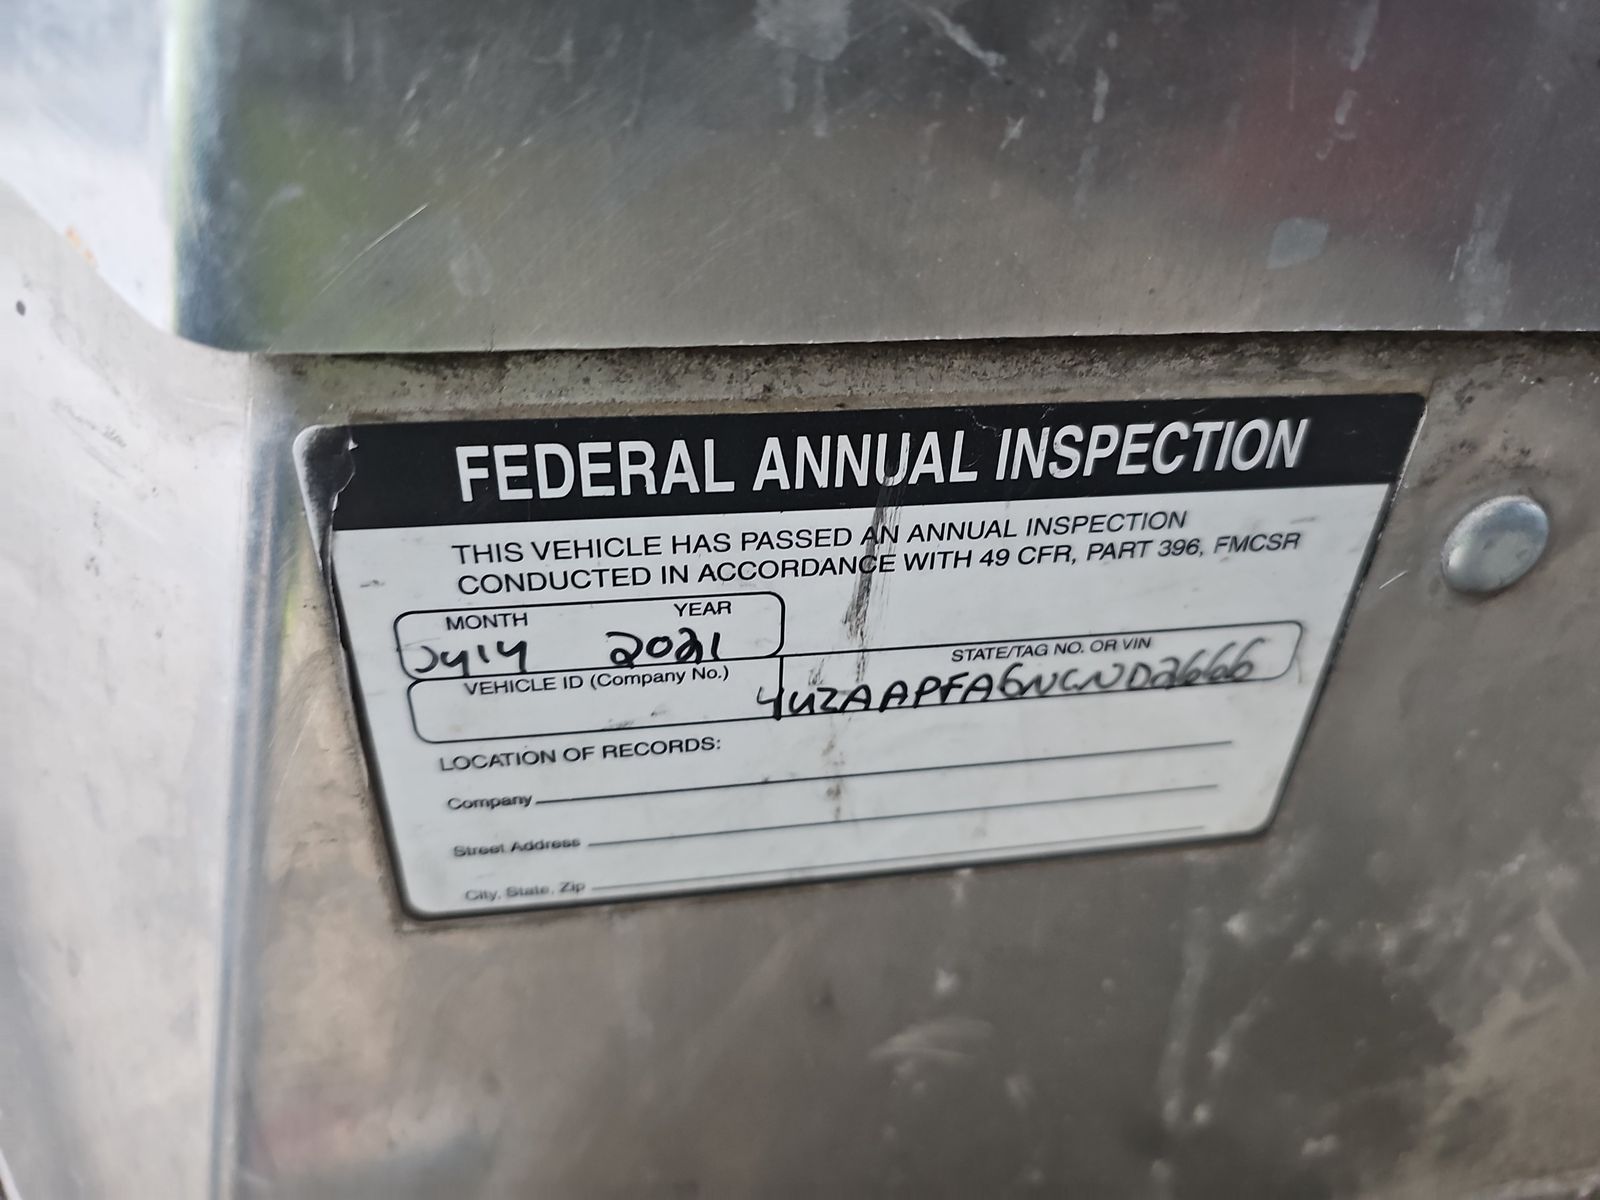 FEDERAL ANNUAL INSPECTION
THIS VEHICLE HAS PASSED AN ANNUAL INSPECTION
CONDUCTED IN ACCORDANCE WITH 49 CFR, PART 396, FMCSR
MONTH YEAR
July 2021
STATE/TAG NO. OR VIN
VEHICLE ID (Company No.)
4UZAAPFA6NCND2666
LOCATION OF RECORDS:
Company
Street Address
City, State, Zip